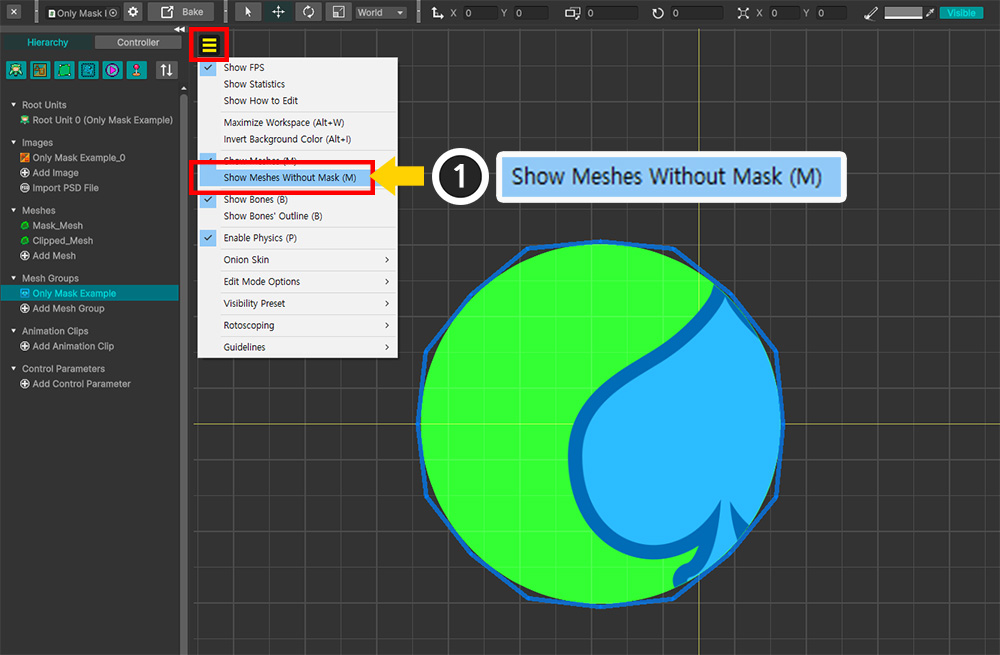 Only Mask
Bake
World
X 0 Y 0 0 0 X 0 Y 0
Visible
Hierarchy Controller
Root Units
Root Unit 0 (Only Mask Example)
Images
Only Mask Example_0
Add Image
Import PSD File
Meshes
Mask_Mesh
Clipped_Mesh
Add Mesh
Mesh Groups
Only Mask Example
Add Mesh Group
Animation Clips
Add Animation Clip
Control Parameters
Add Control Parameter
Show FPS
Show Statistics
Show How to Edit
Maximize Workspace (Alt+W)
Invert Background Color (Alt+I)
Show Meshes (M)
Show Meshes Without Mask (M)
Show Bones (B)
Show Bones' Outline (B)
Enable Physics (P)
Onion Skin
Edit Mode Options
Visibility Preset
Rotoscoping
Guidelines
1
Show Meshes Without Mask (M)